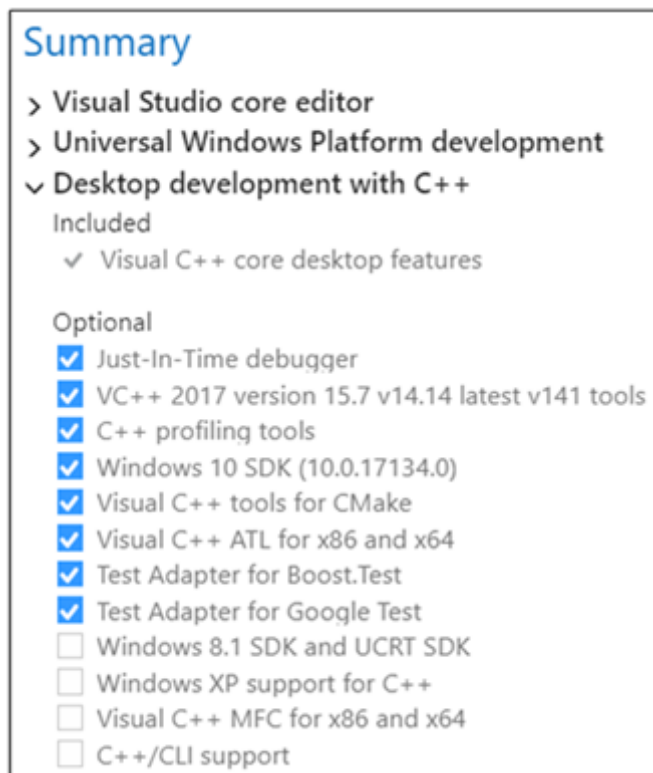 Summary
Visual Studio core editor
Universal Windows Platform development
Desktop development with C++
Included
Visual C++ core desktop features
Optional
Just-In-Time debugger
VC++ 2017 version 15.7 v14.14 latest v141 tools
C++ profiling tools
Windows 10 SDK (10.0.17134.0)
Visual C++ tools for CMake
Visual C++ ATL for x86 and x64
Test Adapter for Boost.Test
Test Adapter for Google Test
Windows 8.1 SDK and UCRT SDK
Windows XP support for C++
Visual C++ MFC for x86 and x64
C++/CLI support